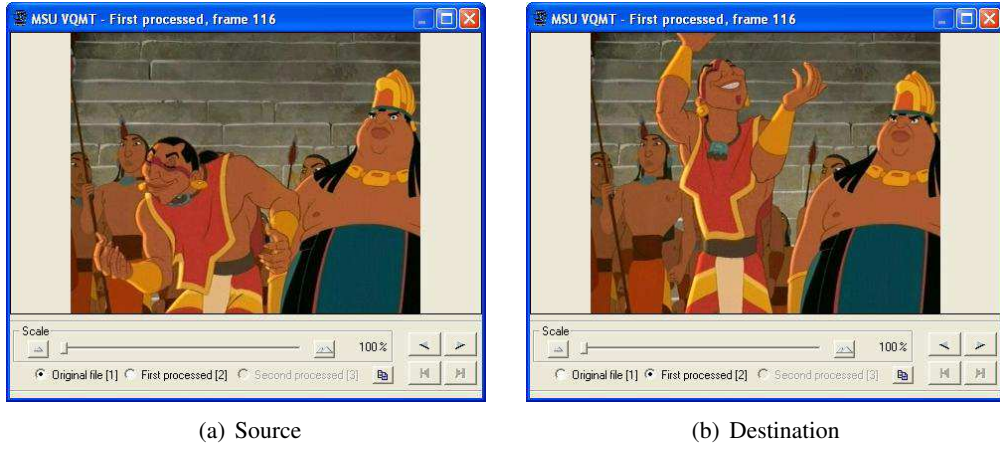 MSU VQMT - First processed, frame 116
Scale
100%
Original file [1] First processed [2] Second processed [3]
(a) Source
MSU VQMT - First processed, frame 116
Scale
100%
Original file [1] First processed [2] Second processed [3]
(b) Destination